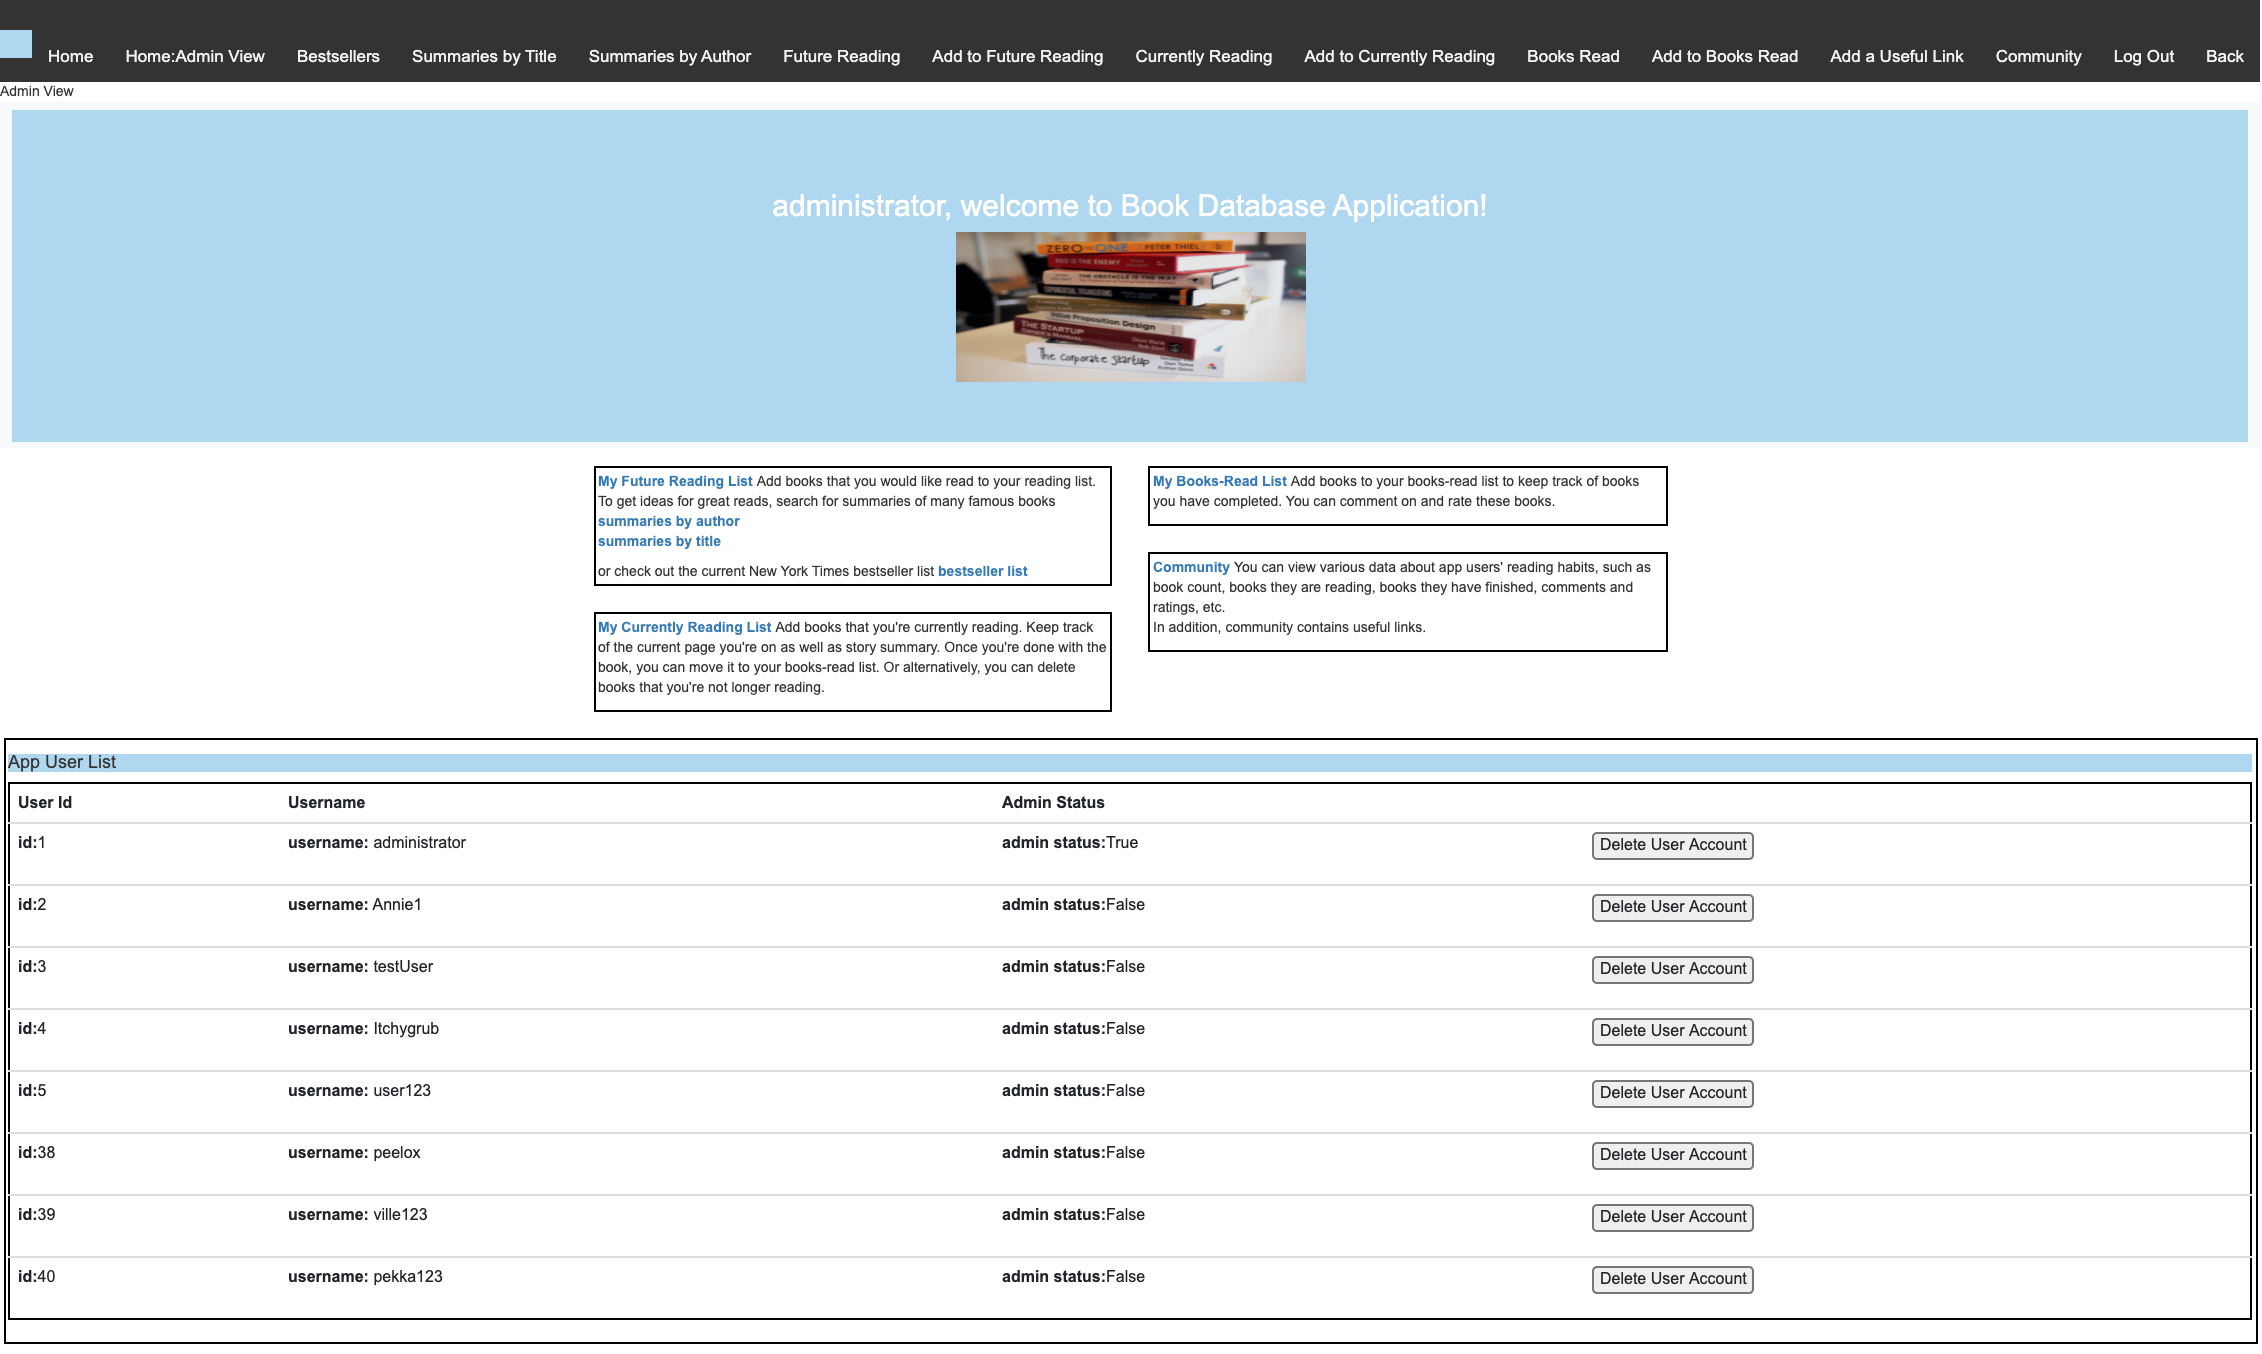 Home Home:Admin View Bestsellers Summaries by Title Summaries by Author Future Reading Add to Future Reading Currently Reading Add to Currently Reading Books Read Add to Books Read Add a Useful Link Community Log Out Back
Admin View
administrator, welcome to Book Database Application!
ZERO TO ONE PETER THIEL
EGO IS THE ENEMY
THE OBSTACLE IS THE WAY
EXPONENTIAL ORGANIZATIONS
Value Proposition Design
THE STARTUP
OWNER'S MANUAL
The Corporate Startup
My Future Reading List Add books that you would like read to your reading list.
To get ideas for great reads, search for summaries of many famous books
summaries by author
summaries by title
or check out the current New York Times bestseller list bestseller list
My Currently Reading List Add books that you're currently reading. Keep track
of the current page you're on as well as story summary. Once you're done with the
book, you can move it to your books-read list. Or alternatively, you can delete
books that you're not longer reading.
My Books-Read List Add books to your books-read list to keep track of books
you have completed. You can comment on and rate these books.
Community You can view various data about app users' reading habits, such as
book count, books they are reading, books they have finished, comments and
ratings, etc.
In addition, community contains useful links.
App User List
User Id Username Admin Status
id:1 username: administrator admin status:True Delete User Account
id:2 username: Annie1 admin status:False Delete User Account
id:3 username: testUser admin status:False Delete User Account
id:4 username: Itchygrub admin status:False Delete User Account
id:5 username: user123 admin status:False Delete User Account
id:38 username: peelox admin status:False Delete User Account
id:39 username: ville123 admin status:False Delete User Account
id:40 username: pekka123 admin status:False Delete User Account